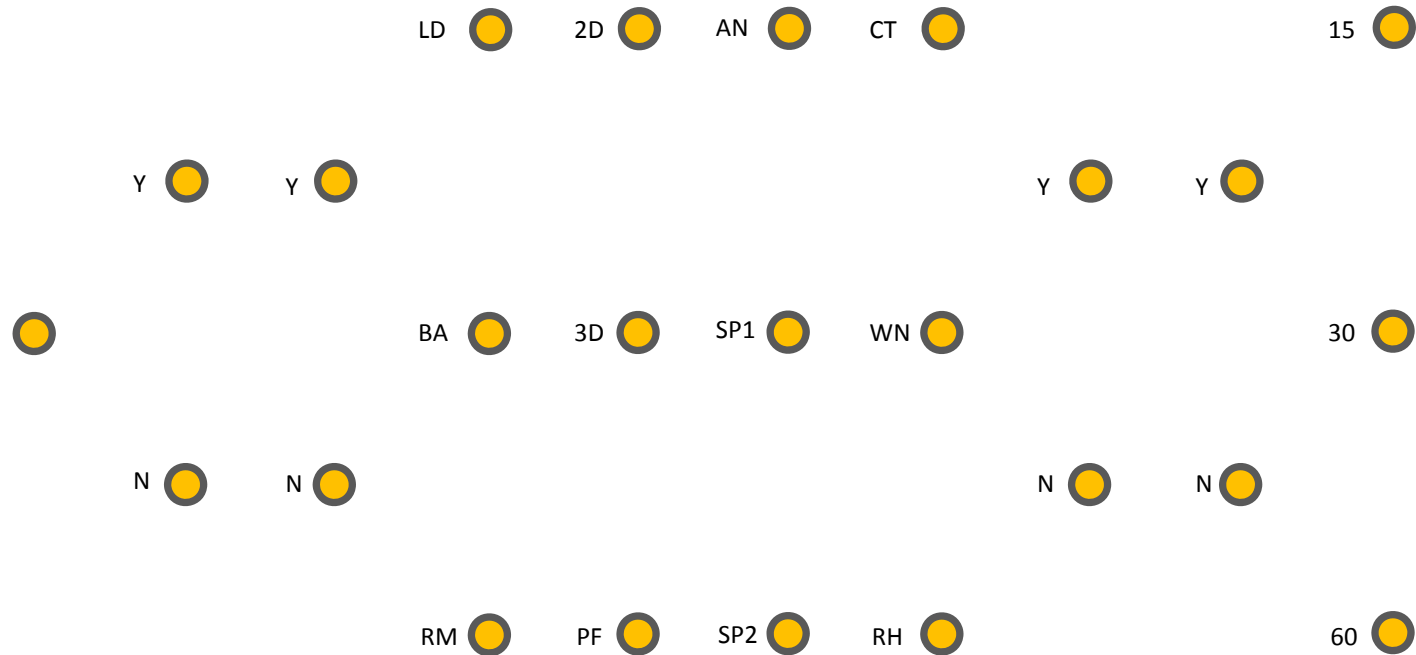 LD 2D AN CT 15
Y Y Y Y
BA 3D SP1 WN 30
N N N N
RM PF SP2 RH 60